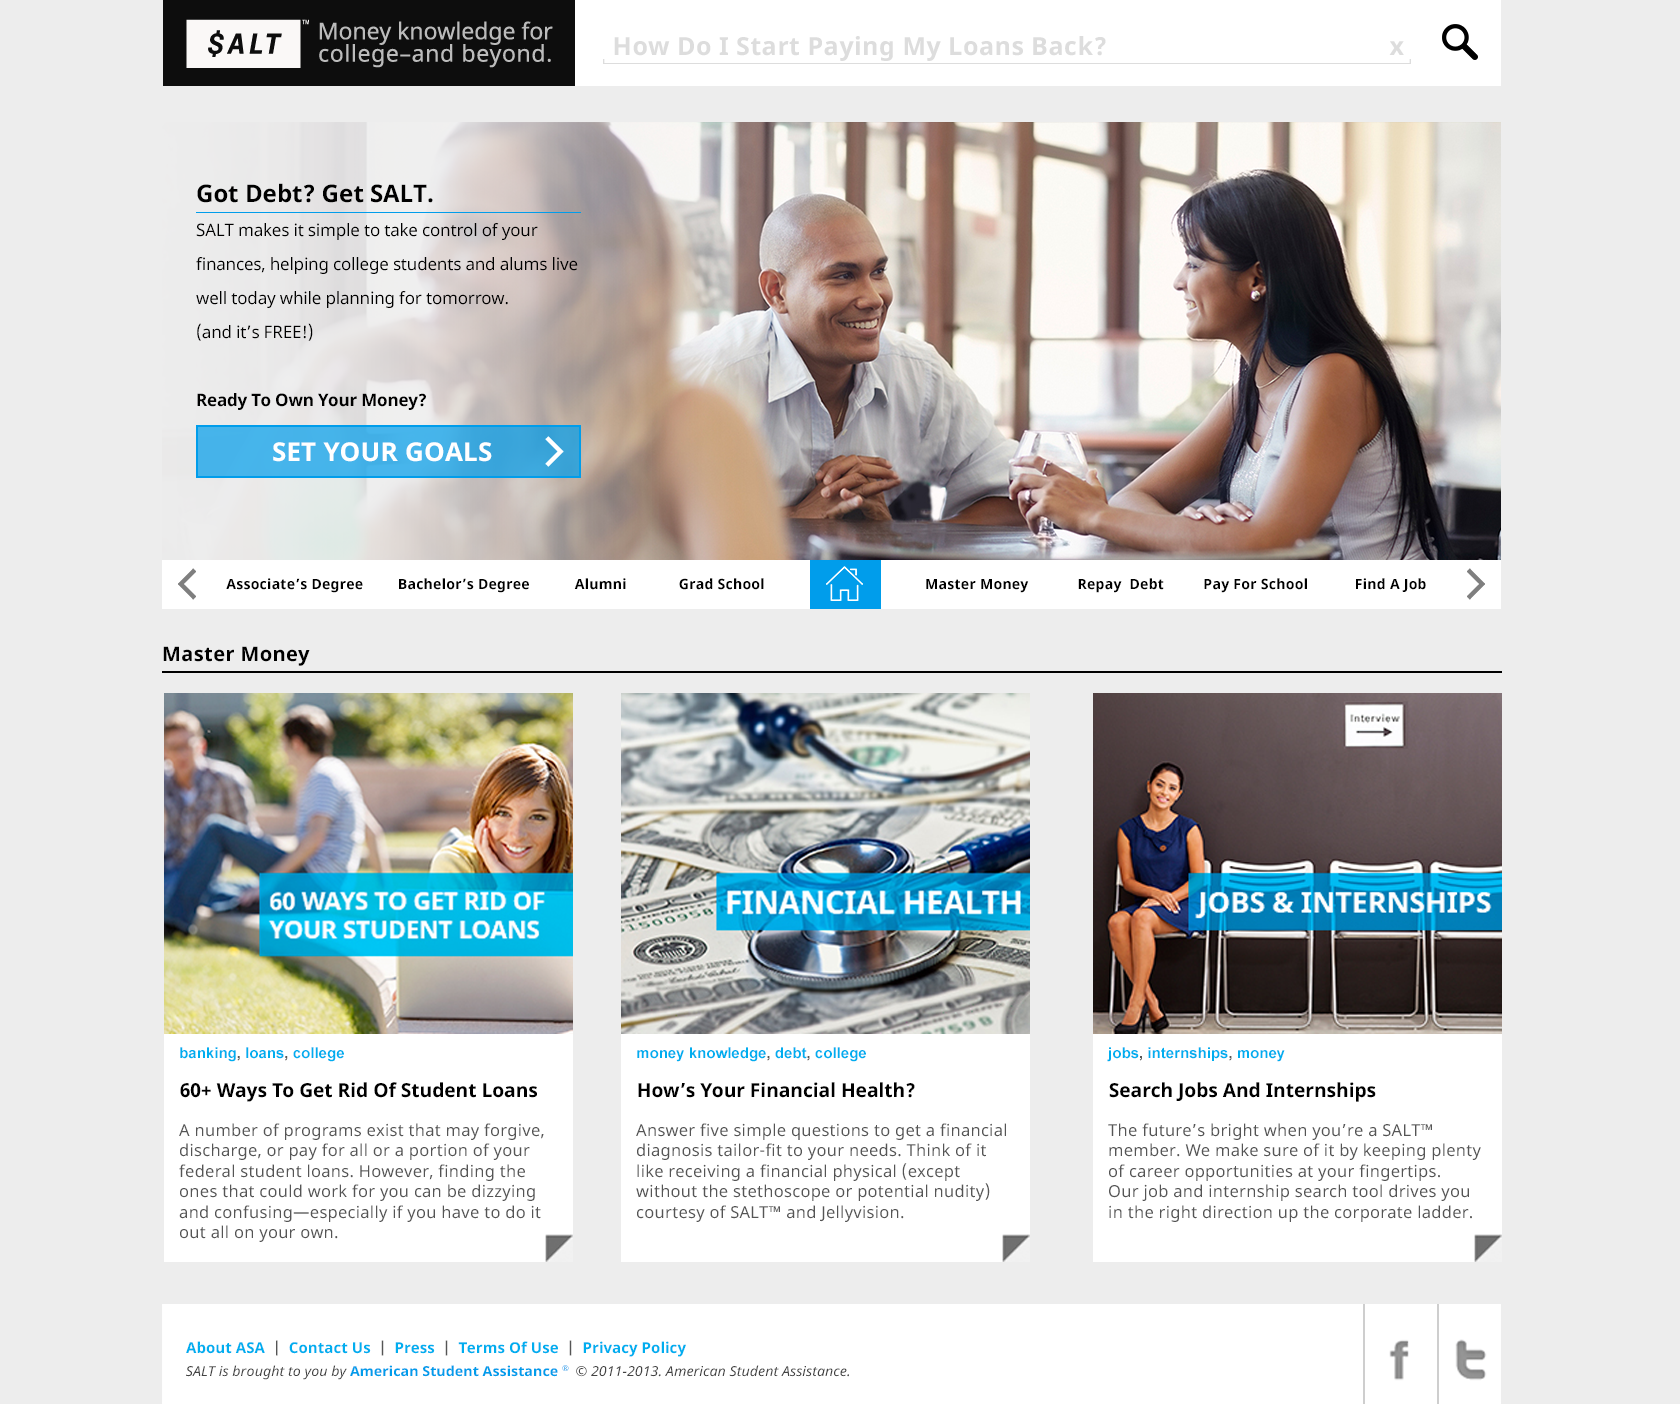 $ALT™
Money knowledge for
college–and beyond.
How Do I Start Paying My Loans Back?
x
Got Debt? Get SALT.
SALT makes it simple to take control of your
finances, helping college students and alums live
well today while planning for tomorrow.
(and it's FREE!)
Ready To Own Your Money?
SET YOUR GOALS
Associate's Degree
Bachelor's Degree
Alumni
Grad School
Master Money
Repay Debt
Pay For School
Find A Job
Master Money
60 WAYS TO GET RID OF
YOUR STUDENT LOANS
banking, loans, college
60+ Ways To Get Rid Of Student Loans
A number of programs exist that may forgive,
discharge, or pay for all or a portion of your
federal student loans. However, finding the
ones that could work for you can be dizzying
and confusing—especially if you have to do it
out all on your own.
FINANCIAL HEALTH
money knowledge, debt, college
How's Your Financial Health?
Answer five simple questions to get a financial
diagnosis tailor-fit to your needs. Think of it
like receiving a financial physical (except
without the stethoscope or potential nudity)
courtesy of SALT™ and Jellyvision.
Interview
JOBS & INTERNSHIPS
jobs, internships, money
Search Jobs And Internships
The future's bright when you're a SALT™
member. We make sure of it by keeping plenty
of career opportunities at your fingertips.
Our job and internship search tool drives you
in the right direction up the corporate ladder.
About ASA | Contact Us | Press | Terms Of Use | Privacy Policy
SALT is brought to you by American Student Assistance ® © 2011-2013. American Student Assistance.